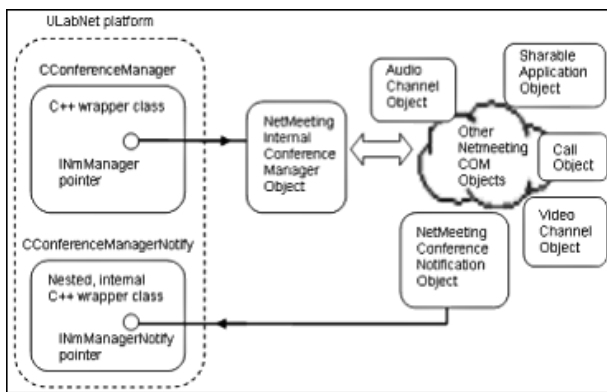 ULabNet platform
CConferenceManager
C++ wrapper class
INmManager
pointer
NetMeeting
Internal
Conference
Manager
Object
Audio
Channel
Object
Sharable
Application
Object
Other
Netmeeting
COM
Objects
Call
Object
Video
Channel
Object
NetMeeting
Conference
Notification
Object
CConferenceManagerNotify
Nested, internal
C++ wrapper class
INmManagerNotify
pointer